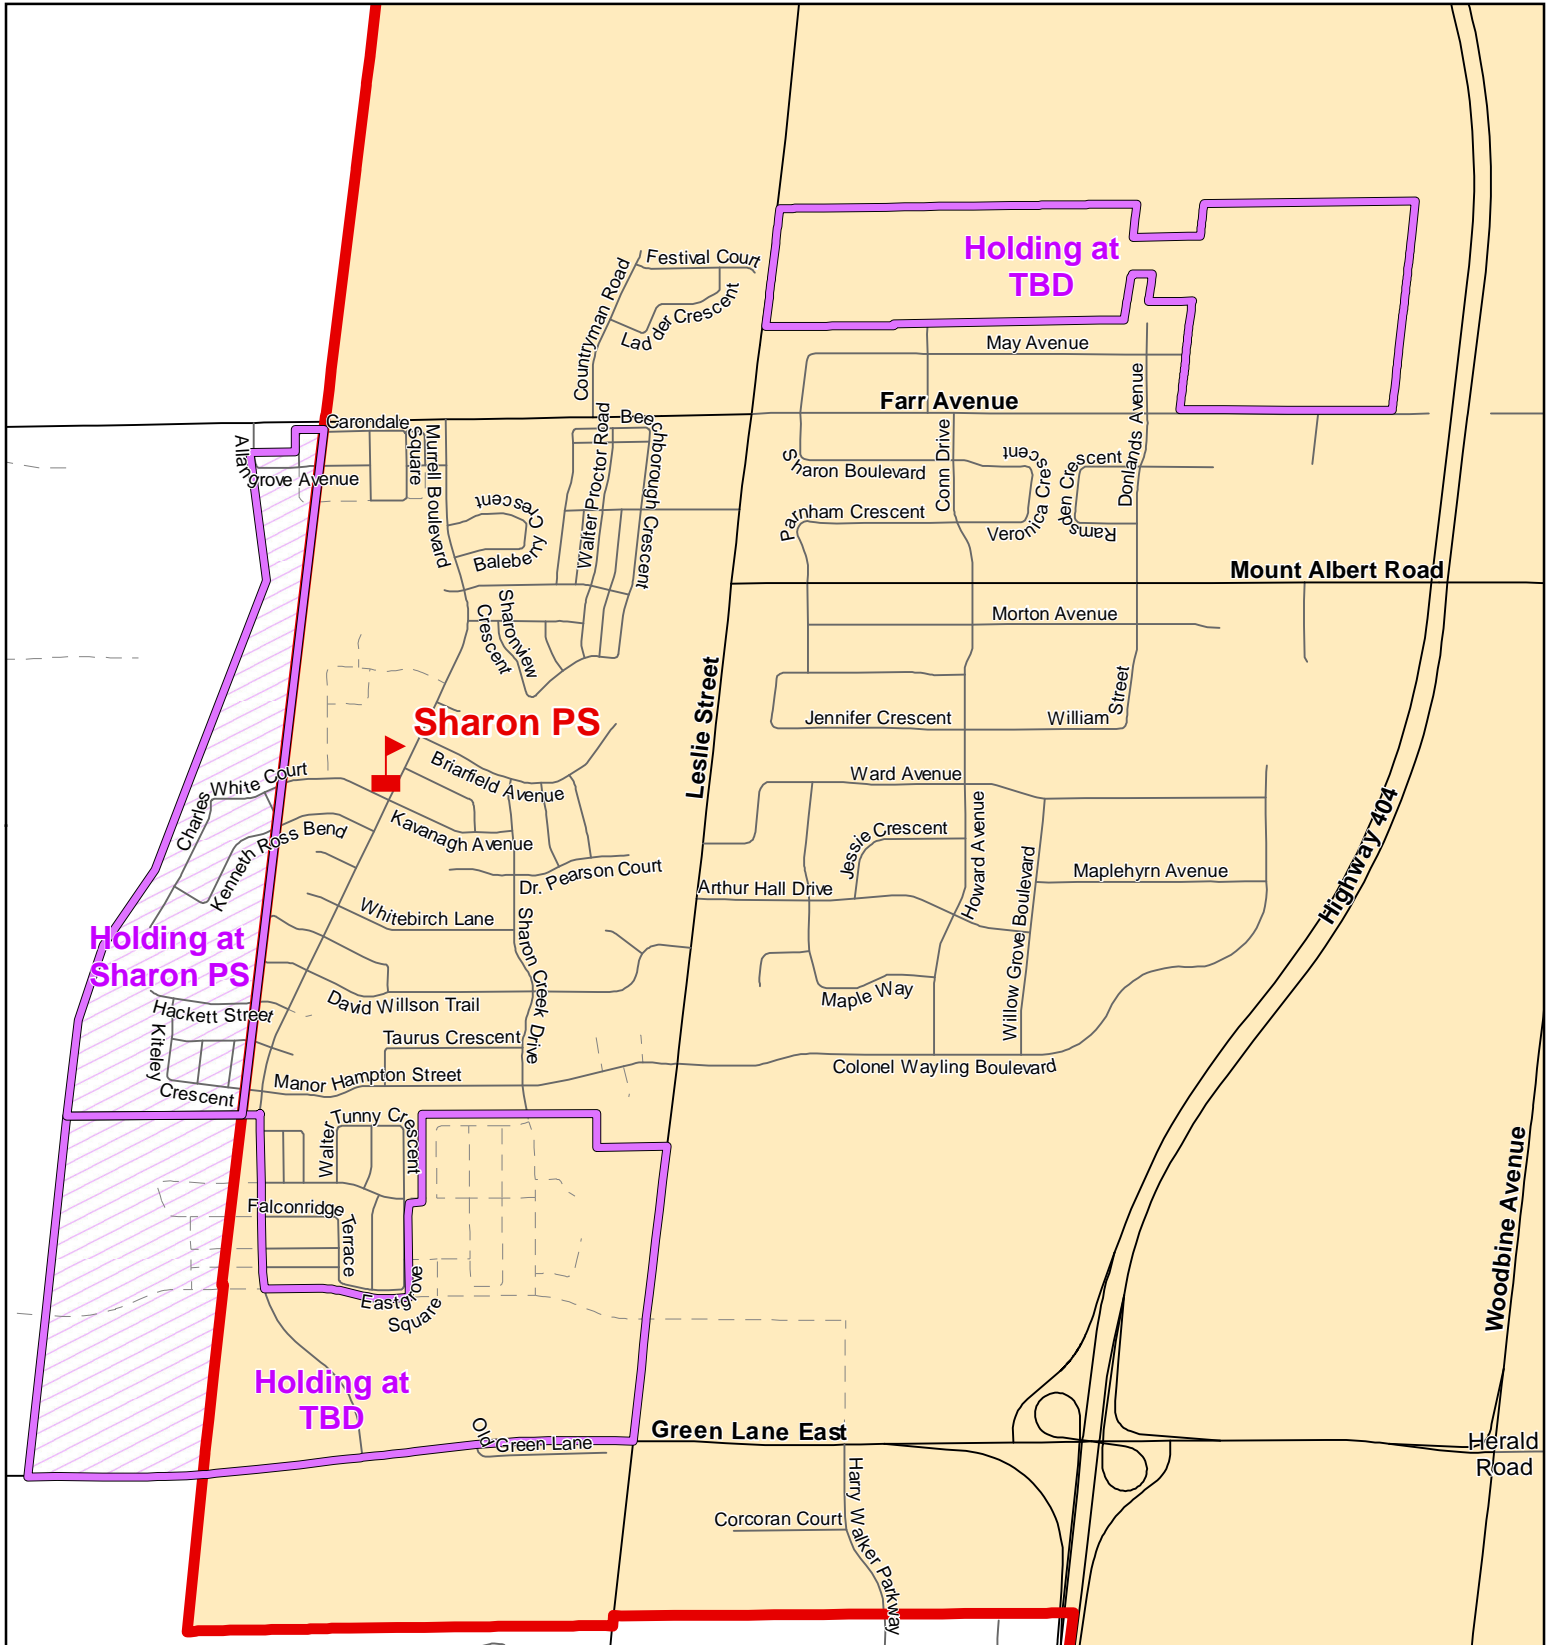 Holding at
TBD
Festival Court
Countryman Road
Ladder Crescent
May Avenue
Farr Avenue
Carondale
Square
Murrell Boulevard
Allangrove Avenue
Beechborough Crescent
Walter Proctor Road
Baleberry Crescent
Sharon Boulevard
Conn Drive
Veronica Crescent
Ramsden Crescent
Donlands Avenue
Parnham Crescent
Mount Albert Road
Sharonview
Crescent
Morton Avenue
Leslie Street
Sharon PS
Jennifer Crescent
William Street
Charles White Court
Briarfield Avenue
Ward Avenue
Highway 404
Kenneth Ross Bend
Kavanagh Avenue
Jessie Crescent
Howard Avenue
Dr. Pearson Court
Arthur Hall Drive
Maplehyrn Avenue
Willow Grove Boulevard
Whitebirch Lane
Sharon Creek Drive
Holding at
Sharon PS
David Willson Trail
Maple Way
Hackett Street
Kiteley
Crescent
Taurus Crescent
Manor Hampton Street
Colonel Wayling Boulevard
Walter Tunny Crescent
Falconridge
Terrace
Woodbine Avenue
Eastgrove
Square
Holding at
TBD
Old Green Lane
Green Lane East
Herald
Road
Harry Walker Parkway
Corcoran Court